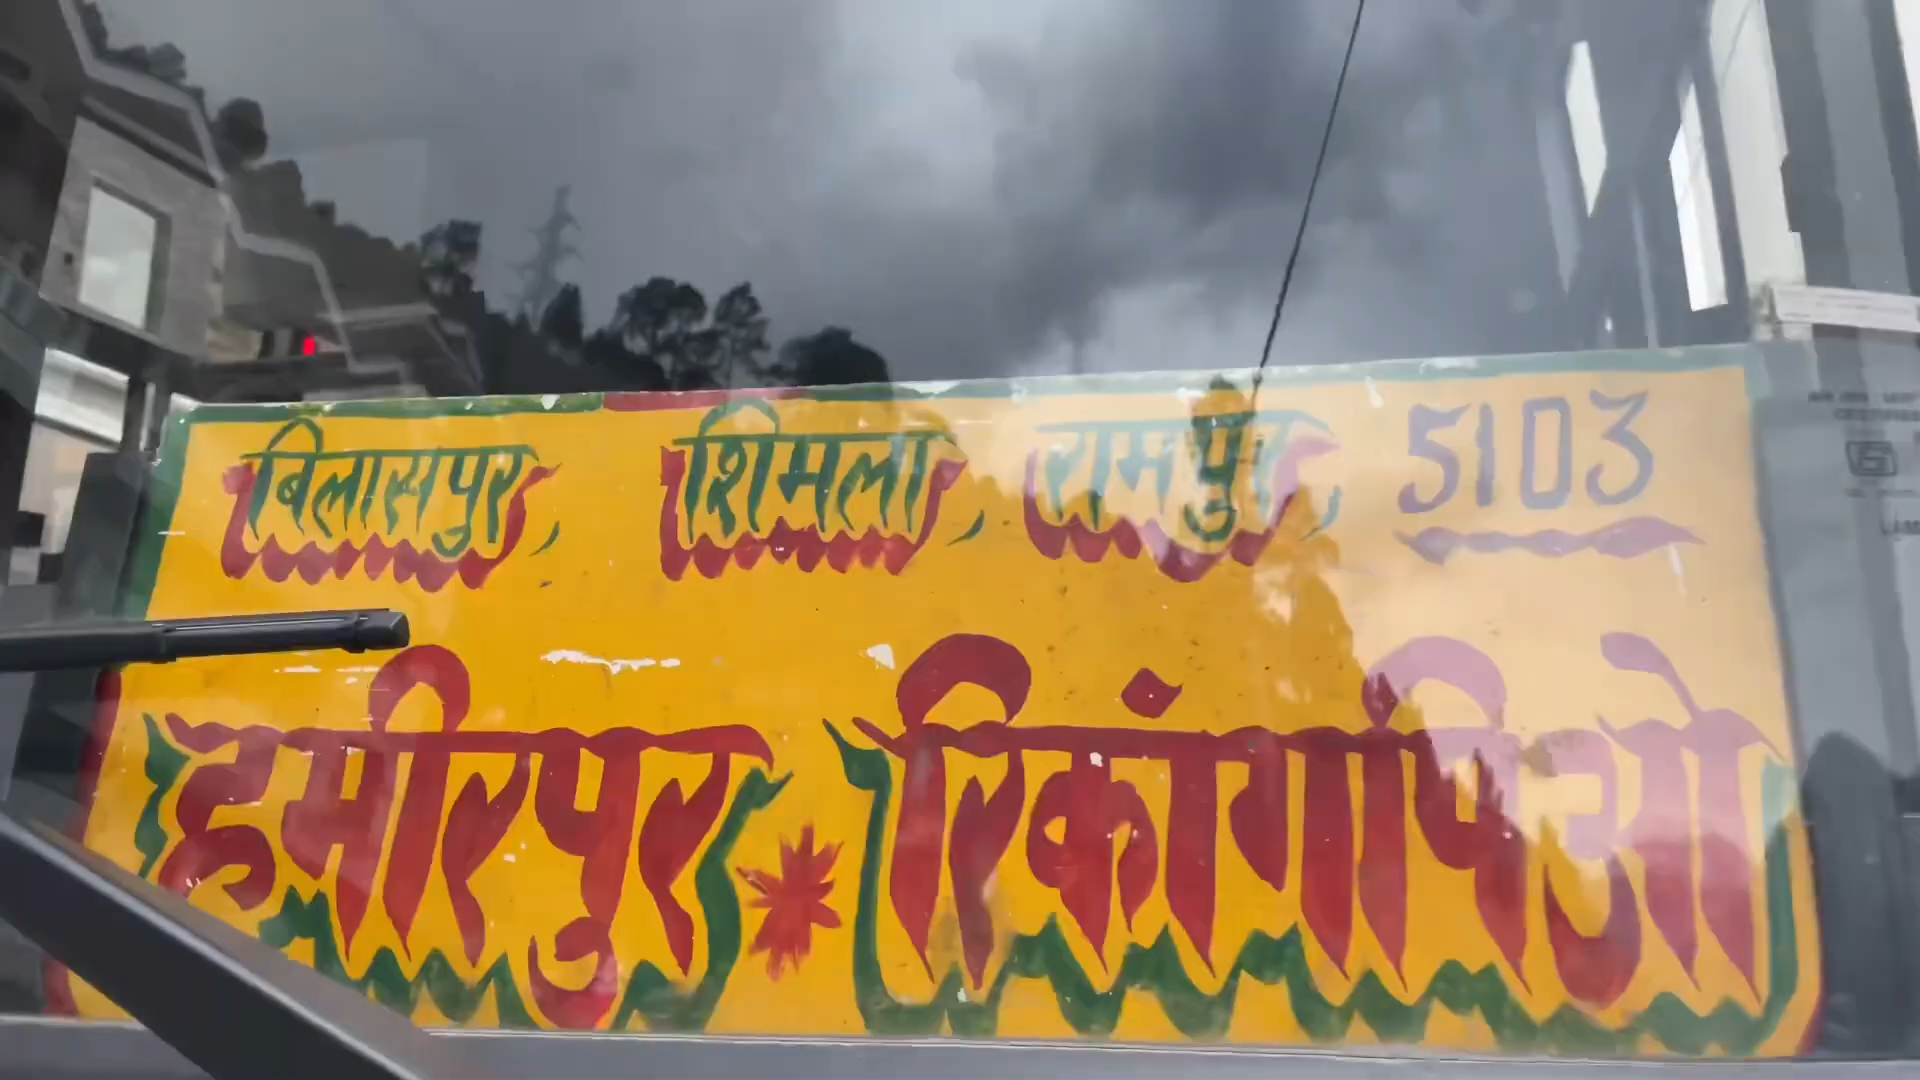 बिलासपुर, शिमला, रामपुर, 5103
हमीरपुर * रिकांगपिओ